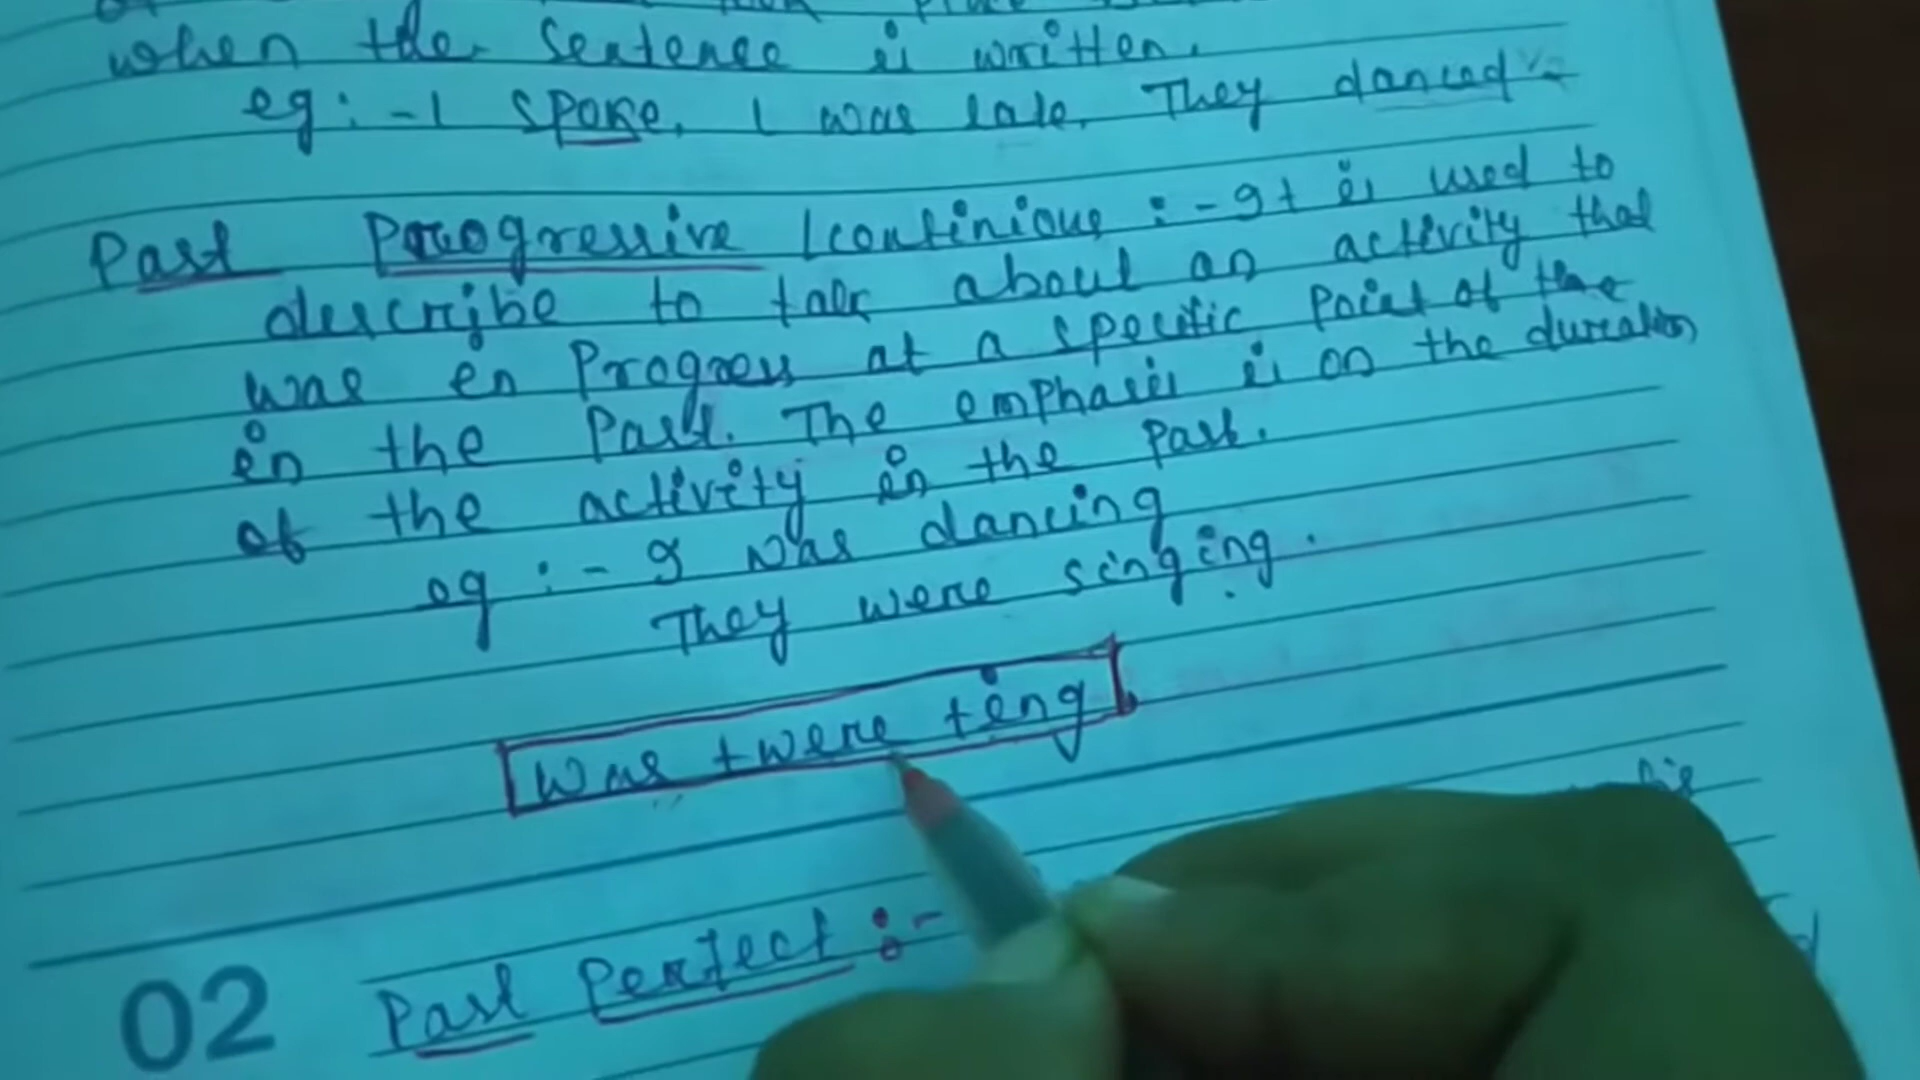 when the sentence is written.
eg :- I spoke, I was late, They danced
Past Progressive / continious :- It is used to
describe to talk about an activity that
was in Progress at a specific Point of time
in the Past. The emphasis is on the duration
of the activity in the past.
eg :- I was dancing
They were singing.
was + were + ing
02
Past Perfect :-